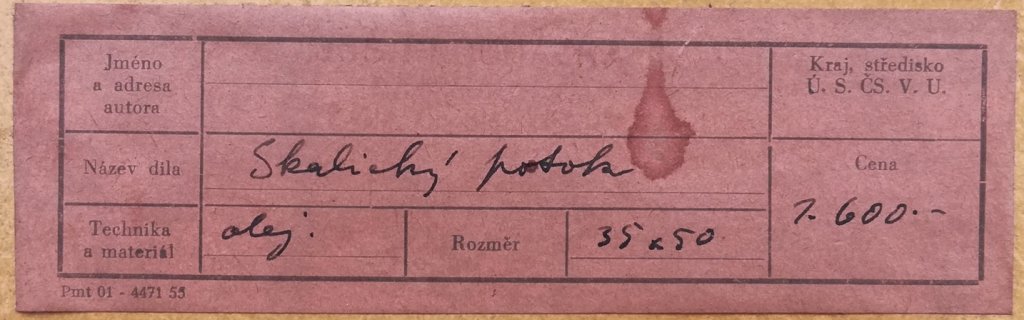 Jméno
a adresa
autora
Kraj, středisko
Ú. S. ČS. V. U.
Název díla
Skalický potok
Cena
1.600.-
Technika
a materiál
olej.
Rozměr
35 x 50
Pmt 01 - 4471 55